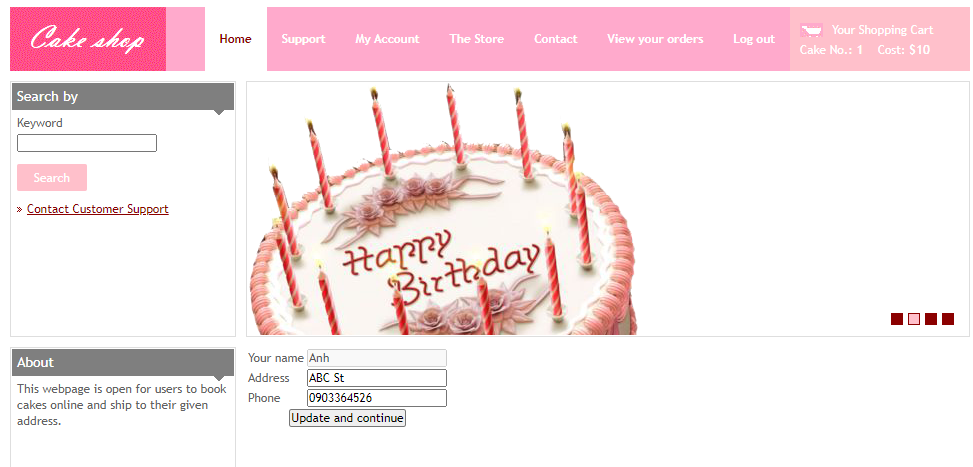 Cake shop
Home Support My Account The Store Contact View your orders Log out
Your Shopping Cart
Cake No.: 1 Cost: $10
Search by
Keyword
Search
Contact Customer Support
Happy
Birthday
About
This webpage is open for users to book
cakes online and ship to their given
address.
Your name Anh
Address ABC St
Phone 0903364526
Update and continue